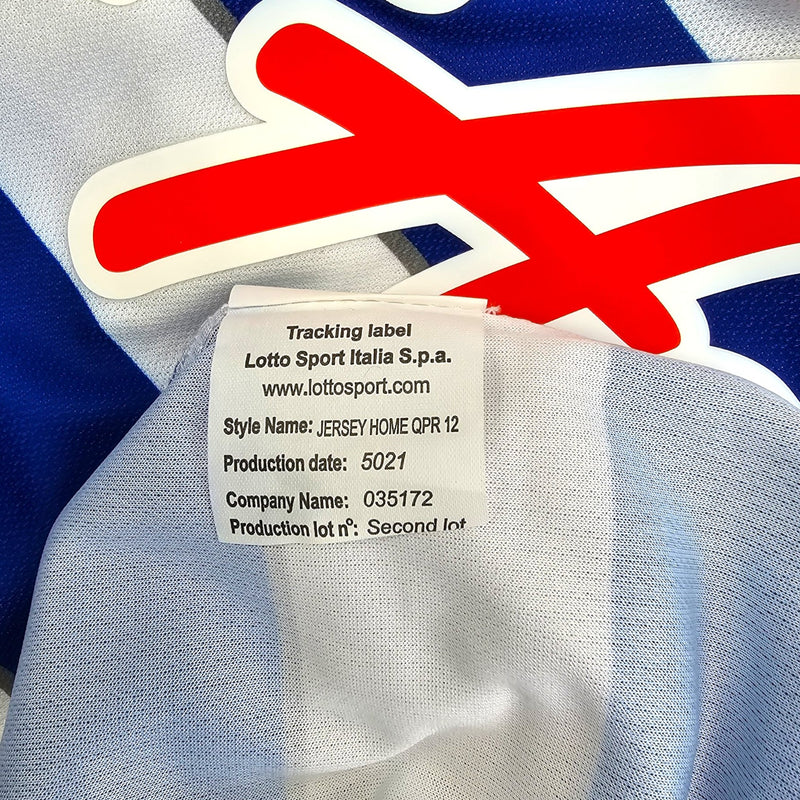 Tracking label
Lotto Sport Italia S.p.a.
www.lottosport.com
Style Name: JERSEY HOME QPR 12
Production date: 5021
Company Name: 035172
Production lot nº: Second lot